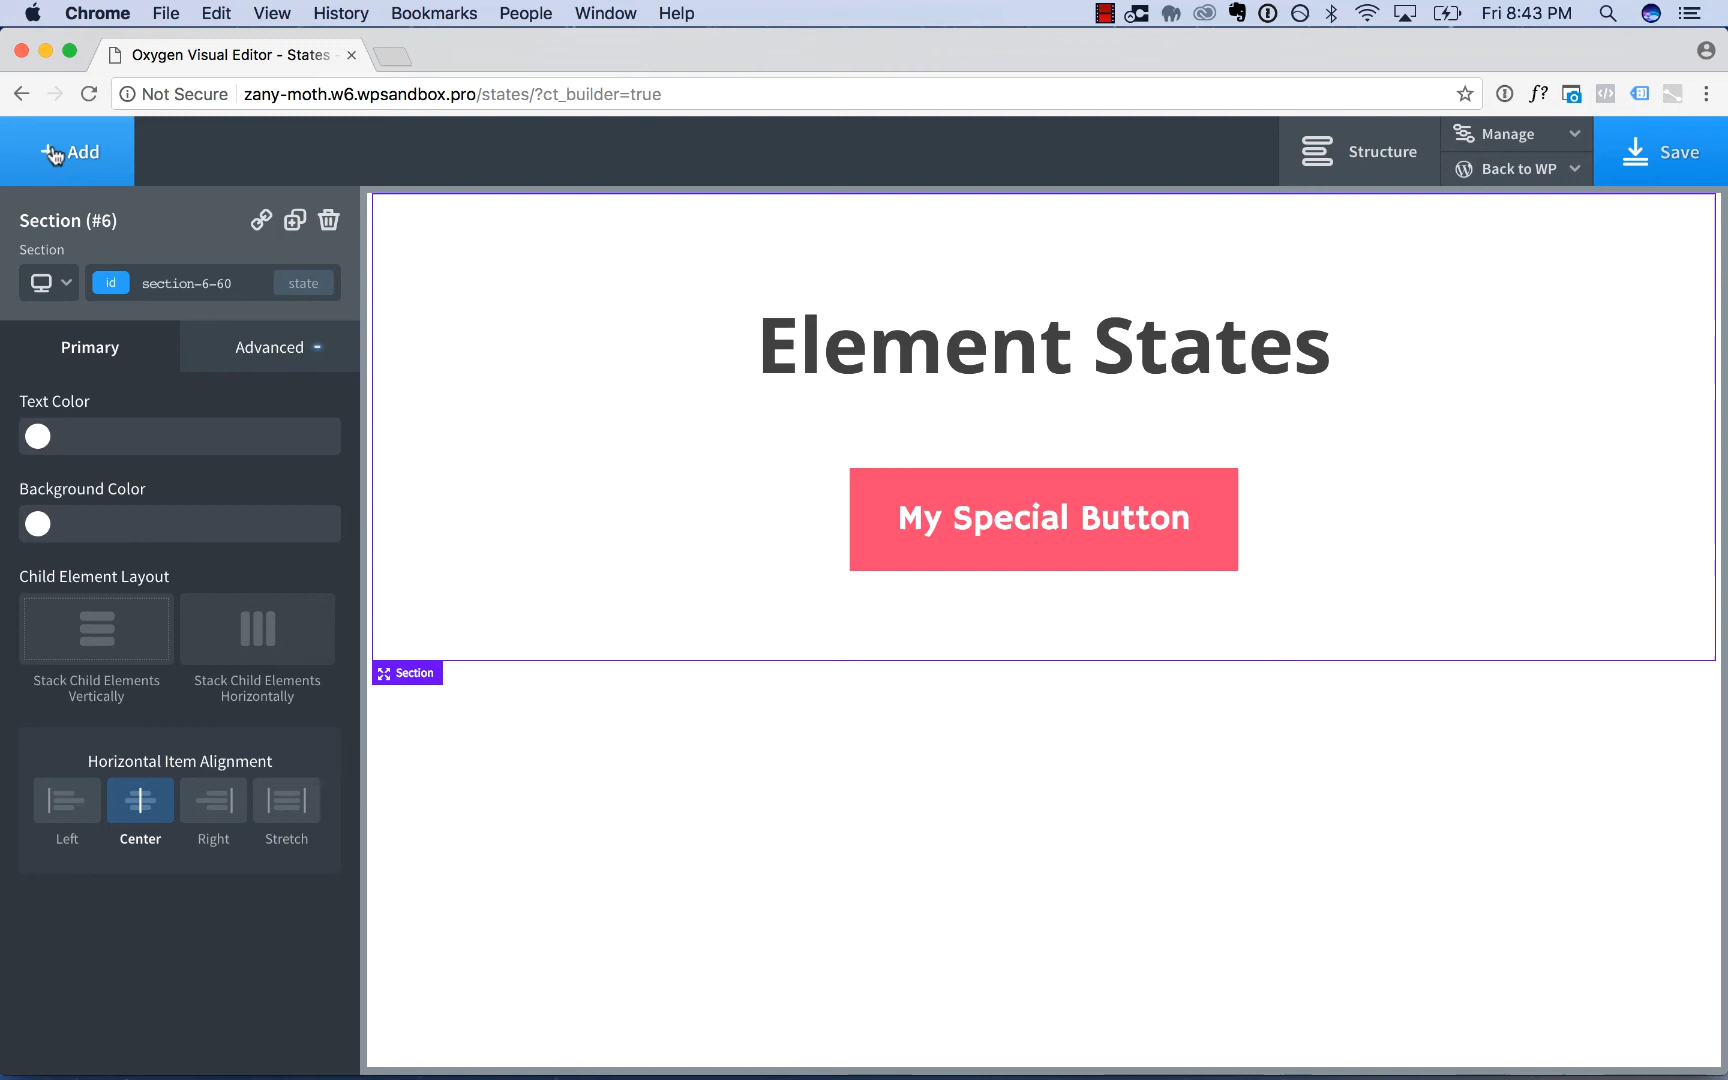 Chrome File Edit View History Bookmarks People Window Help Fri 8:43 PM
Oxygen Visual Editor - States -
Not Secure zany-moth.w6.wpsandbox.pro/states/?ct_builder=true
f?
Add
Structure
Manage
Back to WP
Save
Section (#6)
Section
id section-6-60 state
Primary Advanced
Text Color
Background Color
Child Element Layout
Stack Child Elements
Vertically
Stack Child Elements
Horizontally
Horizontal Item Alignment
Left Center Right Stretch
Element States
My Special Button
Section